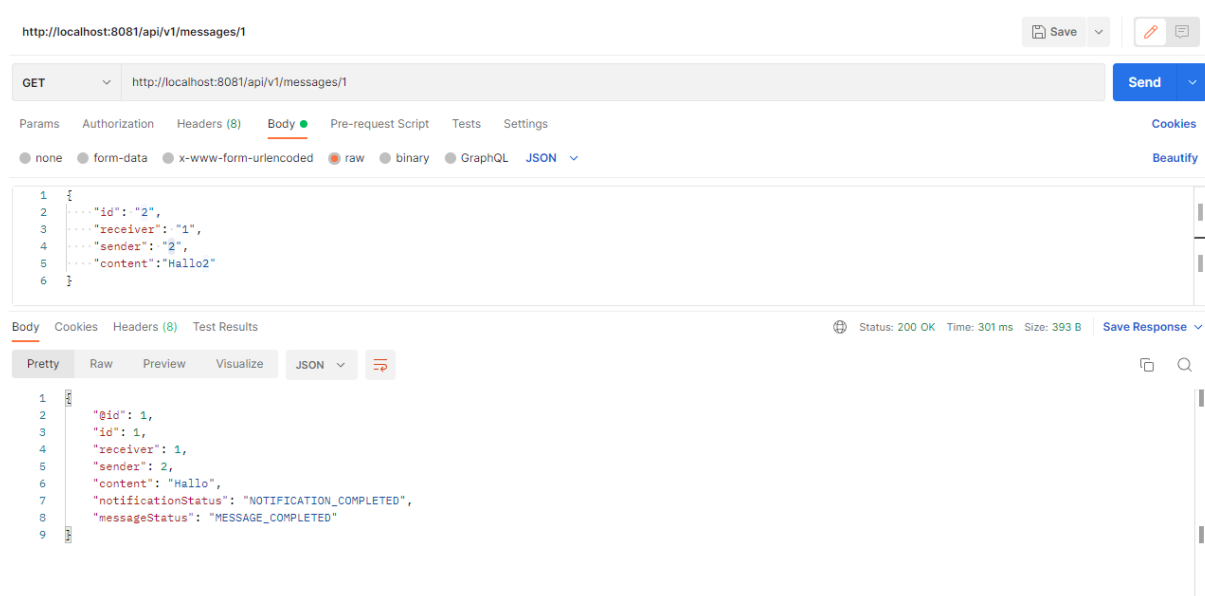 http://localhost:8081/api/v1/messages/1
Save
GET http://localhost:8081/api/v1/messages/1
Send
Params Authorization Headers (8) Body Pre-request Script Tests Settings Cookies
none form-data x-www-form-urlencoded raw binary GraphQL JSON Beautify
1 {
2 ····"id":·"2",
3 ····"receiver":·"1",
4 ····"sender":·"2",
5 ····"content":"Hallo2"
6 }
Body Cookies Headers (8) Test Results Status: 200 OK Time: 301 ms Size: 393 B Save Response
Pretty Raw Preview Visualize JSON
1 {
2 "@id": 1,
3 "id": 1,
4 "receiver": 1,
5 "sender": 2,
6 "content": "Hallo",
7 "notificationStatus": "NOTIFICATION_COMPLETED",
8 "messageStatus": "MESSAGE_COMPLETED"
9 }